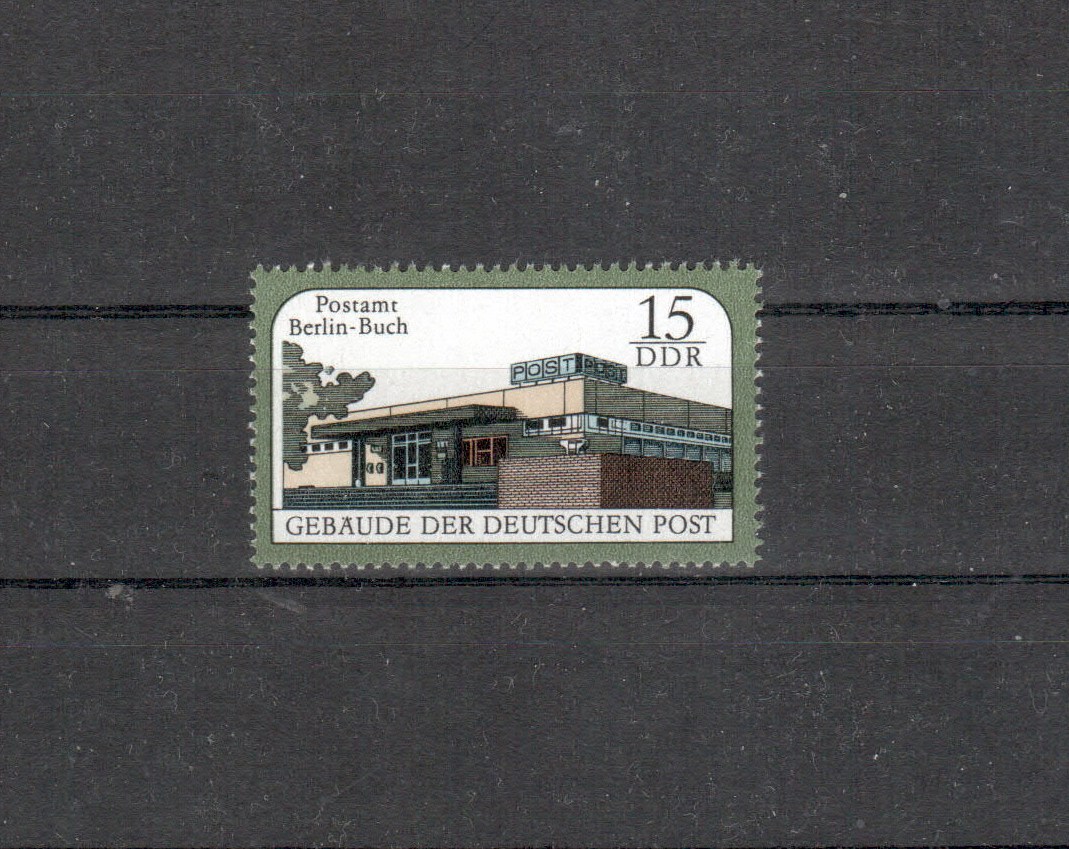 Postamt
Berlin-Buch
15
DDR
POST POST
GEBÄUDE DER DEUTSCHEN POST